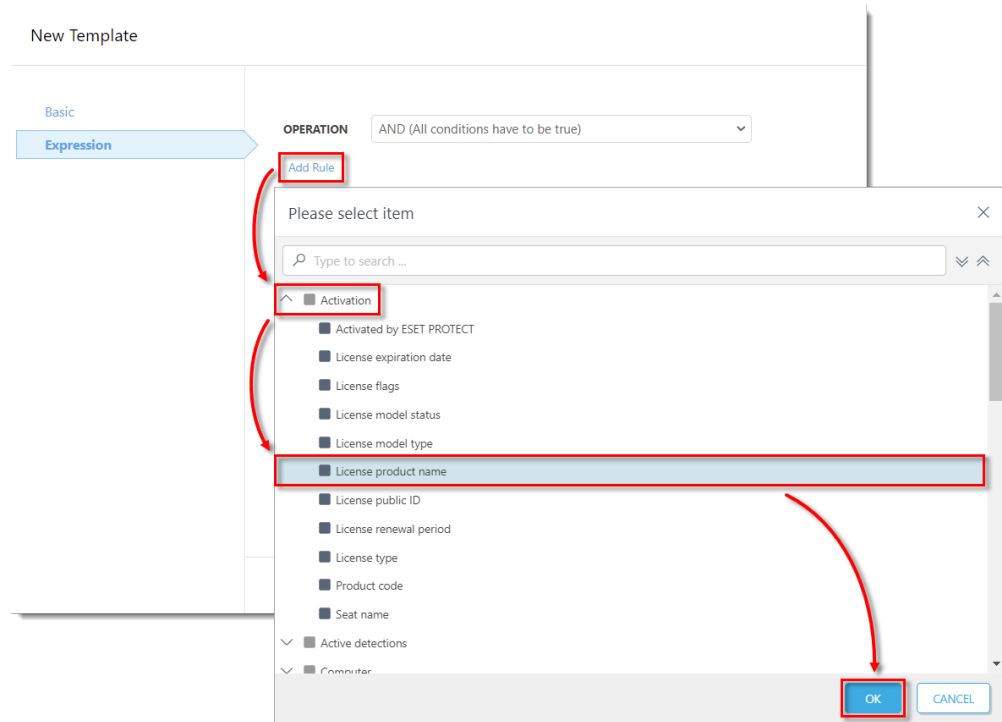 New Template
Basic
Expression
OPERATION AND (All conditions have to be true)
Add Rule
Please select item
Type to search ...
Activation
Activated by ESET PROTECT
License expiration date
License flags
License model status
License model type
License product name
License public ID
License renewal period
License type
Product code
Seat name
Active detections
Computer
OK CANCEL